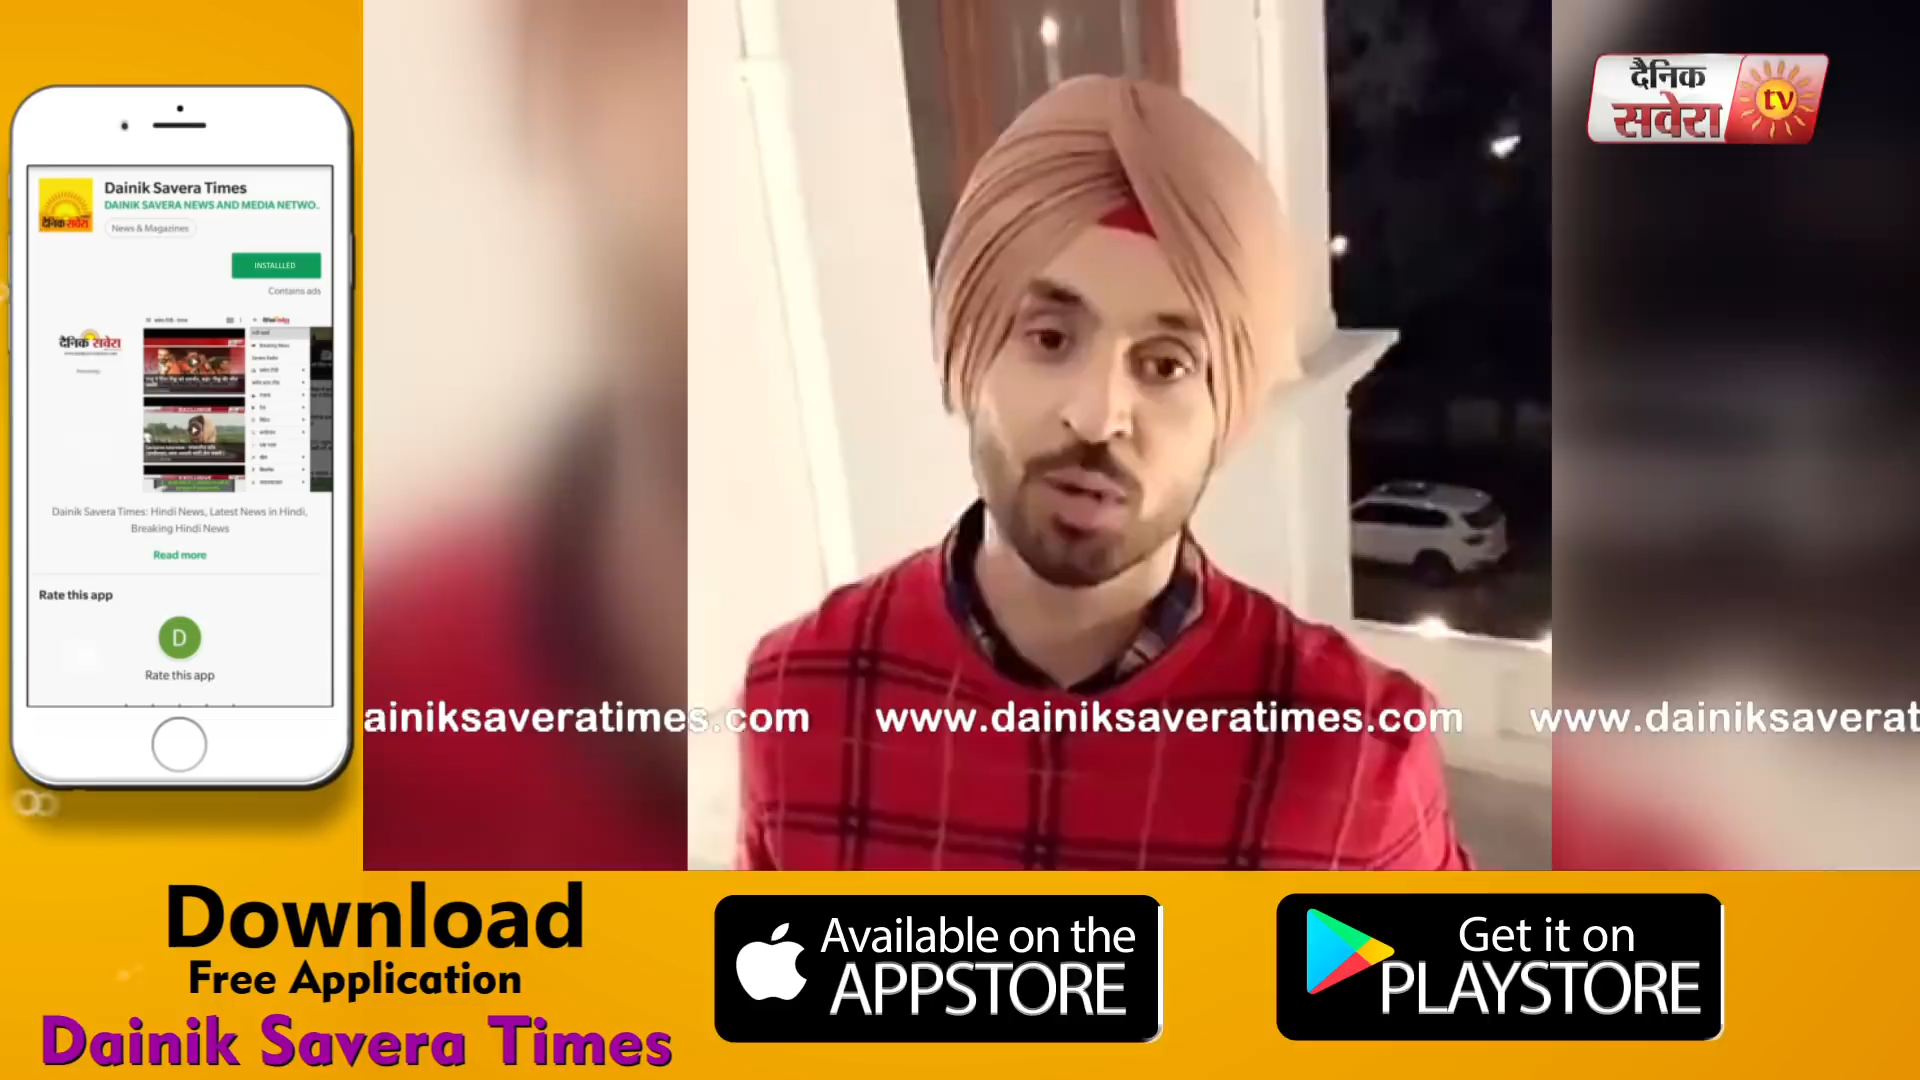 दैनिक
सवेरा
tv
Dainik Savera Times
DAINIK SAVERA NEWS AND MEDIA NETWO..
दैनिक सवेरा
News & Magazines
INSTALLLED
Contains ads
दैनिक सवेरा
Dainik Savera Times: Hindi News, Latest News in Hindi,
Breaking Hindi News
Read more
Rate this app
D
Rate this app
ainiksaveratimes.com www.dainiksaveratimes.com www.dainiksaverat
Download
Free Application
Dainik Savera Times
Available on the
APPSTORE
Get it on
PLAYSTORE